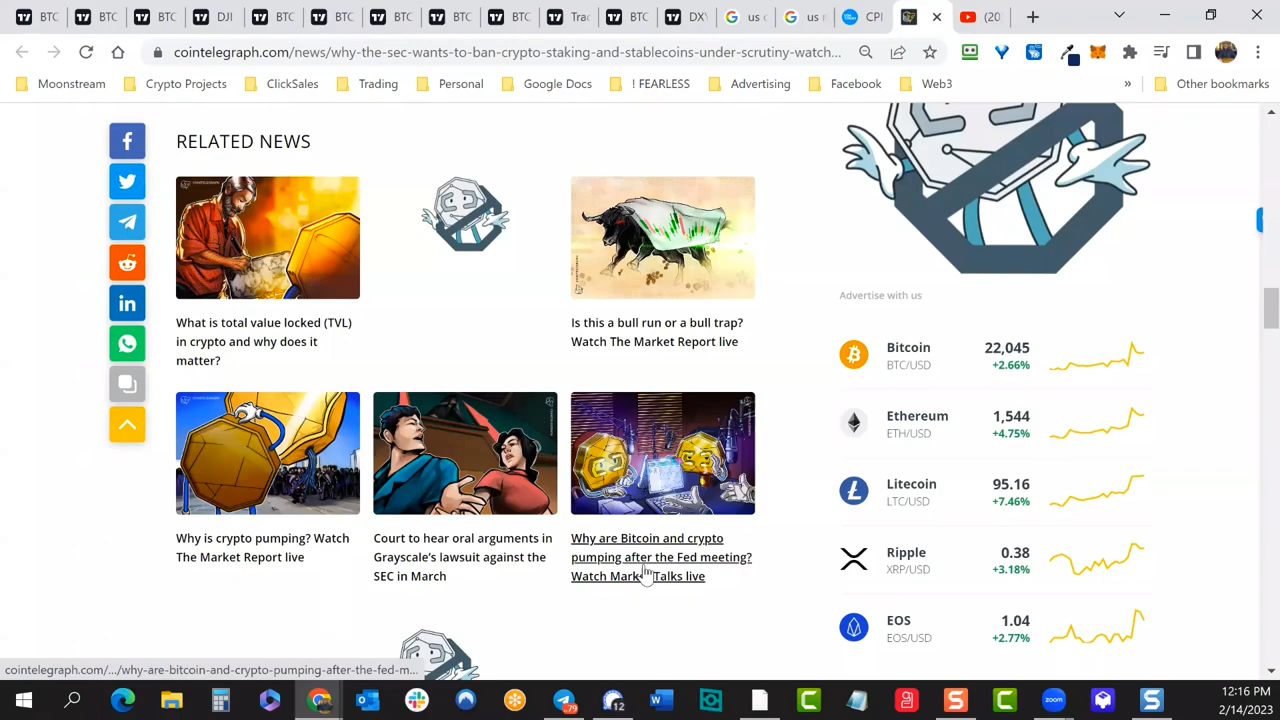 BTC
BTC
BTC
DJI
BTC
BTC
BTC
BTC
BTC
Trac
BTC
DXY
us c
us r
CPI
(20
cointelegraph.com/news/why-the-sec-wants-to-ban-crypto-staking-and-stablecoins-under-scrutiny-watch...
Moonstream
Crypto Projects
ClickSales
Trading
Personal
Google Docs
! FEARLESS
Advertising
Facebook
Web3
»
Other bookmarks
RELATED NEWS
What is total value locked (TVL)
in crypto and why does it
matter?
Is this a bull run or a bull trap?
Watch The Market Report live
Why is crypto pumping? Watch
The Market Report live
Court to hear oral arguments in
Grayscale's lawsuit against the
SEC in March
Why are Bitcoin and crypto
pumping after the Fed meeting?
Watch Market Talks live
Advertise with us
Bitcoin 22,045
BTC/USD +2.66%
Ethereum 1,544
ETH/USD +4.75%
Litecoin 95.16
LTC/USD +7.46%
Ripple 0.38
XRP/USD +3.18%
EOS 1.04
EOS/USD +2.77%
cointelegraph.com/.../why-are-bitcoin-and-crypto-pumping-after-the-fed-m...
79
12
12:16 PM
2/14/2023